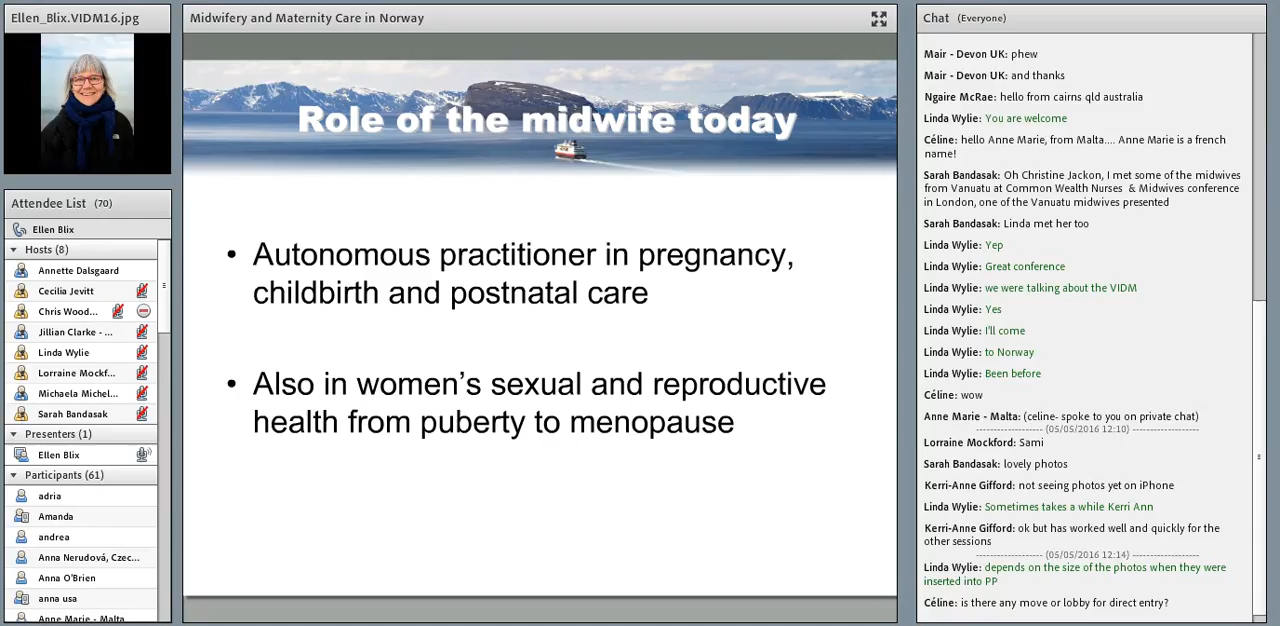 Ellen_Blix.VIDM16.jpg
Attendee List (70)
Ellen Blix
Hosts (8)
Annette Dalsgaard
Cecilia Jevitt
Chris Wood...
Jillian Clarke - ...
Linda Wylie
Lorraine Mockf...
Michaela Michel...
Sarah Bandasak
Presenters (1)
Ellen Blix
Participants (61)
adria
Amanda
andrea
Anna Nerudová, Czec...
Anna O'Brien
anna usa
Anne Marie - Malta
Midwifery and Maternity Care in Norway
Role of the midwife today
• Autonomous practitioner in pregnancy,
childbirth and postnatal care
• Also in women’s sexual and reproductive
health from puberty to menopause
Chat (Everyone)
Mair - Devon UK: phew
Mair - Devon UK: and thanks
Ngaire McRae: hello from cairns qld australia
Linda Wylie: You are welcome
Céline: hello Anne Marie, from Malta.... Anne Marie is a french
name!
Sarah Bandasak: Oh Christine Jackon, I met some of the midwives
from Vanuatu at Common Wealth Nurses & Midwives conference
in London, one of the Vanuatu midwives presented
Sarah Bandasak: Linda met her too
Linda Wylie: Yep
Linda Wylie: Great conference
Linda Wylie: we were talking about the VIDM
Linda Wylie: Yes
Linda Wylie: I'll come
Linda Wylie: to Norway
Linda Wylie: Been before
Céline: wow
Anne Marie - Malta: (celine- spoke to you on private chat)
------------------- (05/05/2016 12:10) -------------------
Lorraine Mockford: Sami
Sarah Bandasak: lovely photos
Kerri-Anne Gifford: not seeing photos yet on iPhone
Linda Wylie: Sometimes takes a while Kerri Ann
Kerri-Anne Gifford: ok but has worked well and quickly for the
other sessions
------------------- (05/05/2016 12:14) -------------------
Linda Wylie: depends on the size of the photos when they were
inserted into PP
Céline: is there any move or lobby for direct entry?